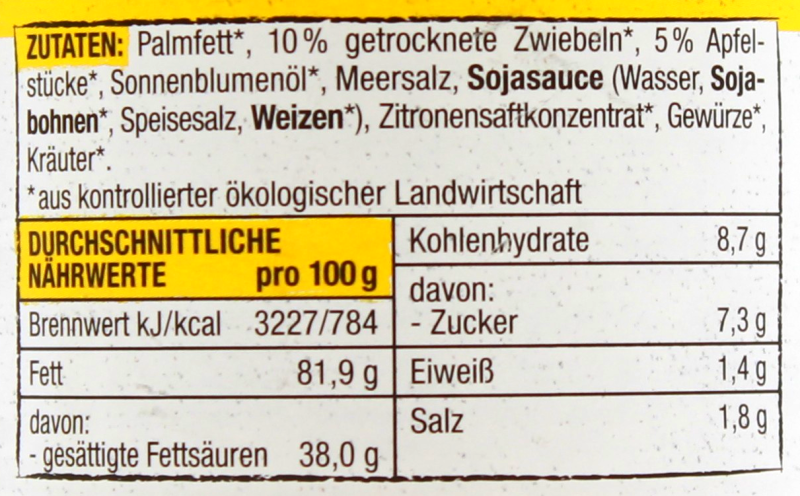 ZUTATEN: Palmfett*, 10 % getrocknete Zwiebeln*, 5 % Apfel-
stücke*, Sonnenblumenöl*, Meersalz, Sojasauce (Wasser, Soja-
bohnen*, Speisesalz, Weizen*), Zitronensaftkonzentrat*, Gewürze*,
Kräuter*.
*aus kontrollierter ökologischer Landwirtschaft
DURCHSCHNITTLICHE
NÄHRWERTE pro 100 g
Brennwert kJ/kcal 3227/784
Fett 81,9 g
davon:
- gesättigte Fettsäuren 38,0 g
Kohlenhydrate 8,7 g
davon:
- Zucker 7,3 g
Eiweiß 1,4 g
Salz 1,8 g